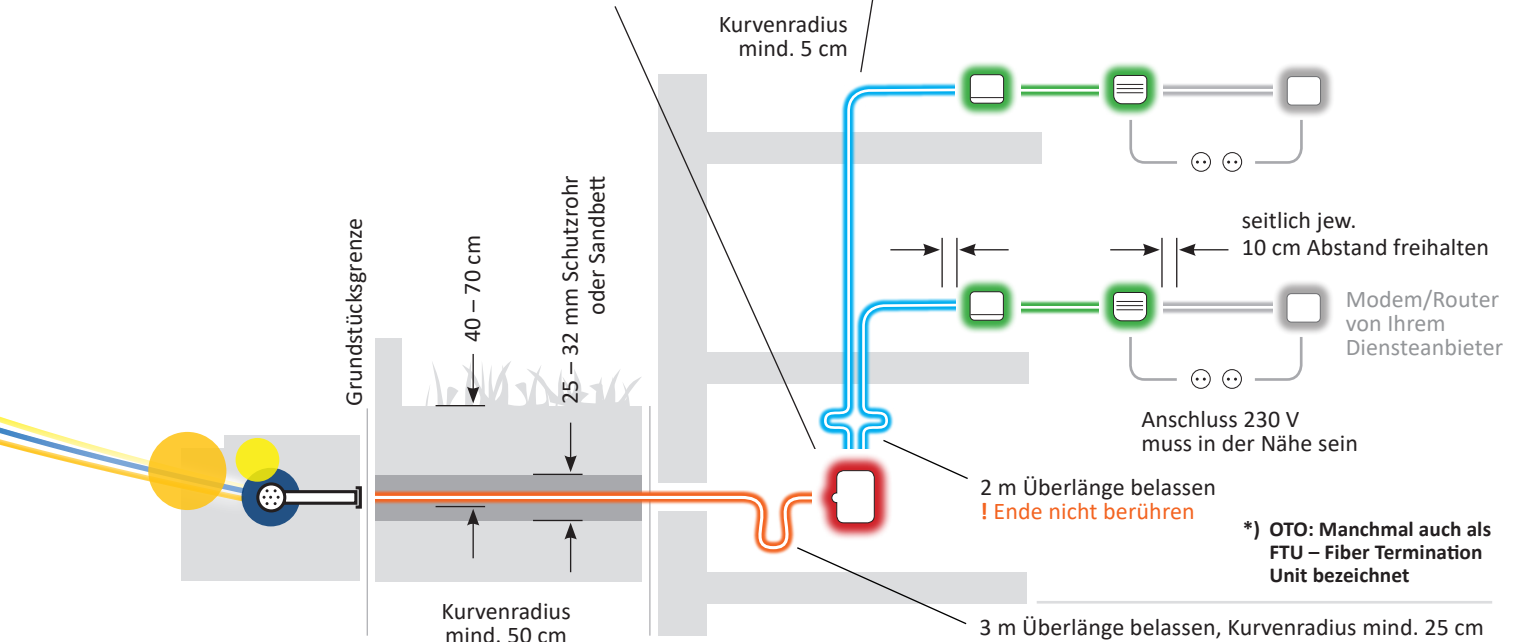 Kurvenradius
mind. 5 cm
seitlich jew.
10 cm Abstand freihalten
Grundstücksgrenze
40 – 70 cm
25 – 32 mm Schutzrohr
oder Sandbett
Modem/Router
von Ihrem
Diensteanbieter
Anschluss 230 V
muss in der Nähe sein
2 m Überlänge belassen
! Ende nicht berühren
*) OTO: Manchmal auch als
FTU – Fiber Termination
Unit bezeichnet
Kurvenradius
mind. 50 cm
3 m Überlänge belassen, Kurvenradius mind. 25 cm